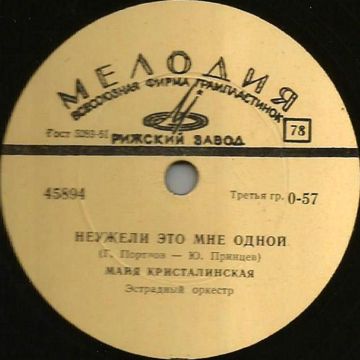 МЕЛОДИЯ
ВСЕСОЮЗНАЯ ФИРМА ГРАМПЛАСТИНОК
Гост 5289-61
78
РИЖСКИЙ ЗАВОД
45894
Третья гр. 0-57
НЕУЖЕЛИ ЭТО МНЕ ОДНОЙ
(Г. Портнов — Ю. Принцев)
МАЙЯ КРИСТАЛИНСКАЯ
Эстрадный оркестр